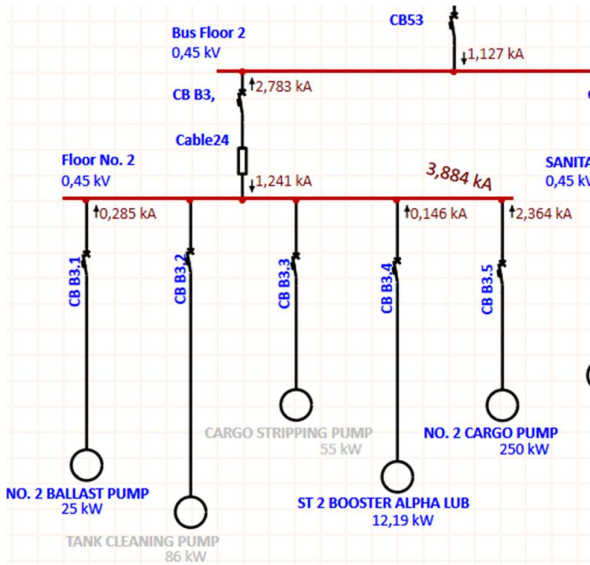 CB53
Bus Floor 2
0,45 kV
1,127 kA
2,783 kA
CB B3,
Cable24
Floor No. 2
0,45 kV
1,241 kA
3,884 kA
SANITA
0,45 kV
0,285 kA
0,146 kA
2,364 kA
CB B3.1
CB B3,2
CB B3.3
CB B3.4
CB B3.5
CARGO STRIPPING PUMP
55 kW
NO. 2 CARGO PUMP
250 kW
NO. 2 BALLAST PUMP
25 kW
ST 2 BOOSTER ALPHA LUB
12,19 kW
TANK CLEANING PUMP
86 kW